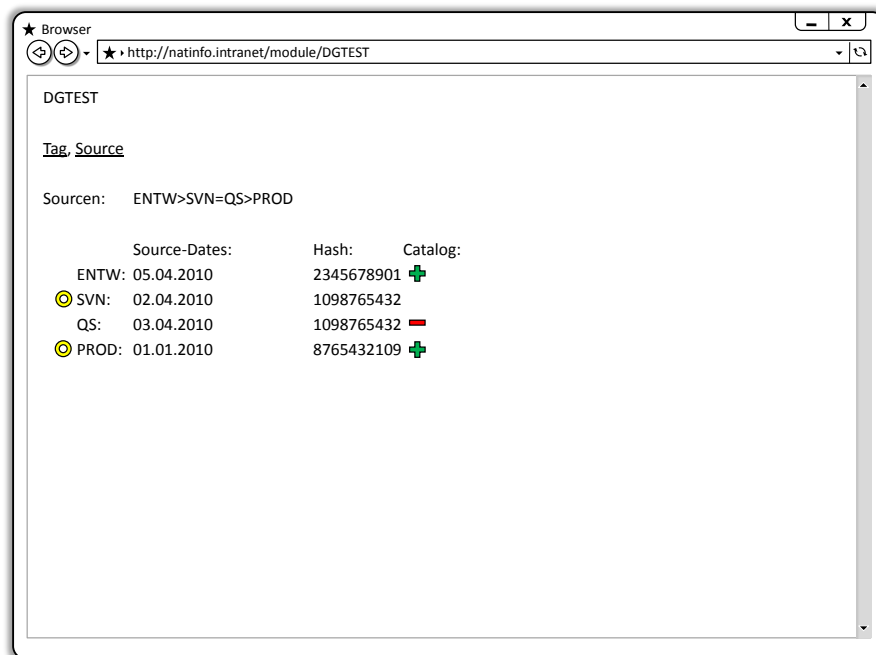 Browser
http://natinfo.intranet/module/DGTEST
DGTEST
Tag, Source
Sourcen: ENTW>SVN=QS>PROD
Source-Dates: Hash: Catalog:
ENTW: 05.04.2010 2345678901
SVN: 02.04.2010 1098765432
QS: 03.04.2010 1098765432
PROD: 01.01.2010 8765432109